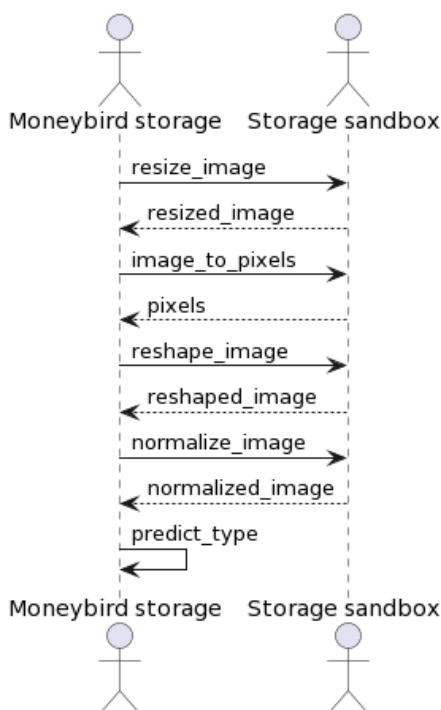 Moneybird storage Storage sandbox
resize_image
resized_image
image_to_pixels
pixels
reshape_image
reshaped_image
normalize_image
normalized_image
predict_type
Moneybird storage Storage sandbox